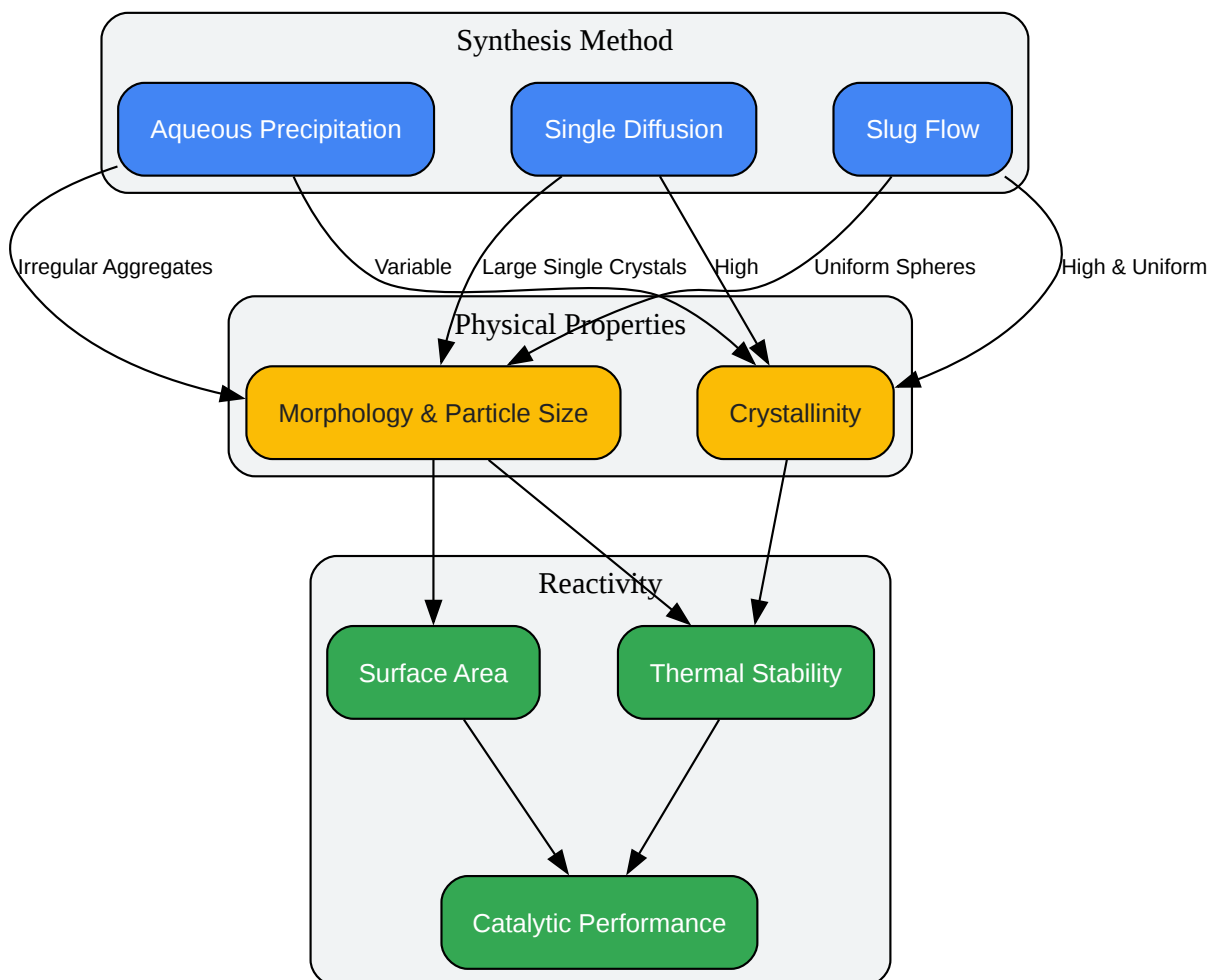 Synthesis Method
Aqueous Precipitation
Single Diffusion
Slug Flow
Irregular Aggregates
Variable
Large Single Crystals
High
Uniform Spheres
High & Uniform
Physical Properties
Morphology & Particle Size
Crystallinity
Reactivity
Surface Area
Thermal Stability
Catalytic Performance